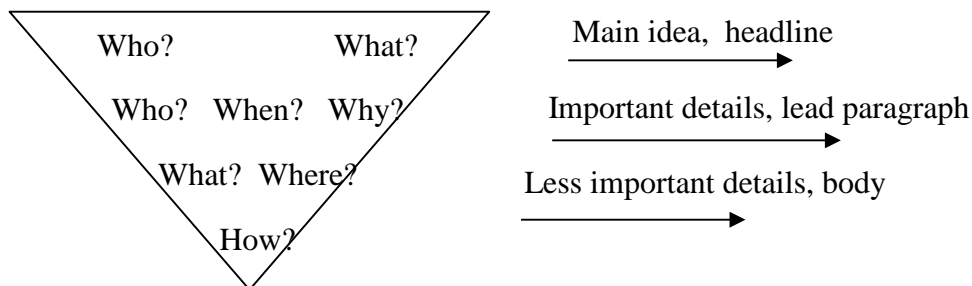 Who? What?
Main idea, headline
Who? When? Why?
Important details, lead paragraph
What? Where?
Less important details, body
How?